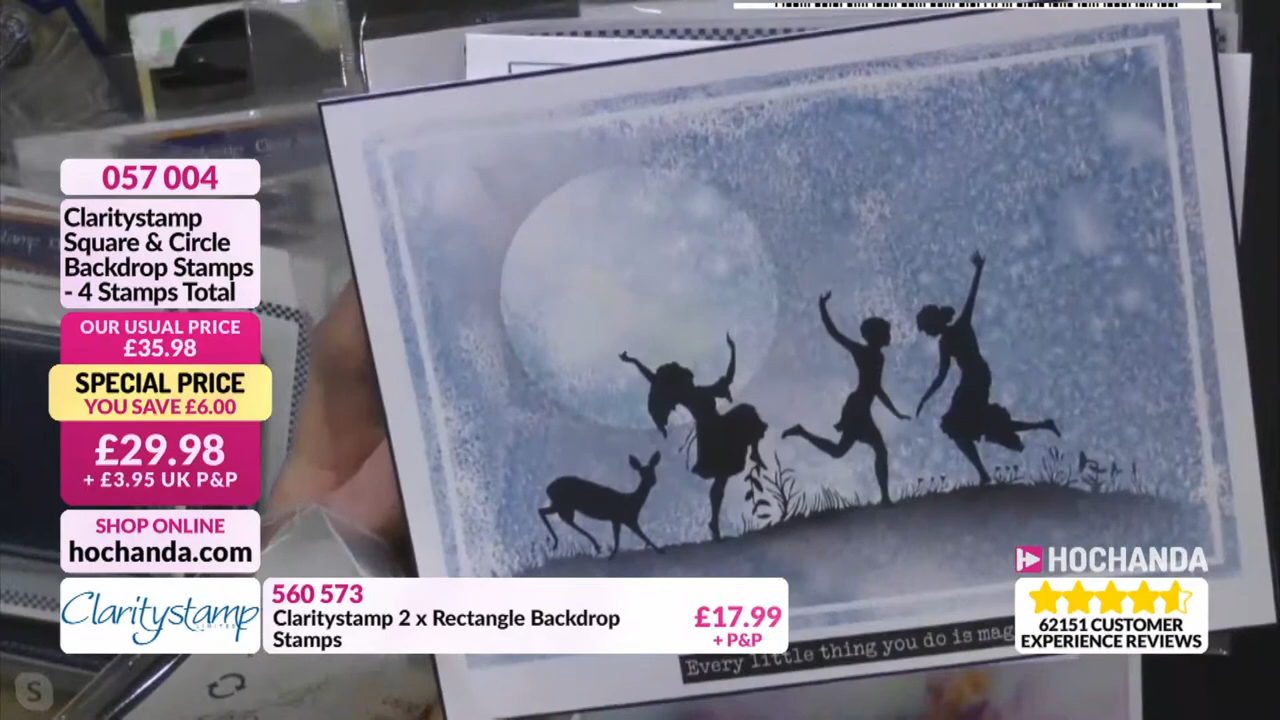 057 004
Claritystamp
Square & Circle
Backdrop Stamps
- 4 Stamps Total
OUR USUAL PRICE
£35.98
SPECIAL PRICE
YOU SAVE £6.00
£29.98
+ £3.95 UK P&P
SHOP ONLINE
hochanda.com
Claritystamp
LIMITED
560 573
Claritystamp 2 x Rectangle Backdrop
Stamps
£17.99
+ P&P
Every little thing you do is
HOCHANDA
62151 CUSTOMER
EXPERIENCE REVIEWS
S